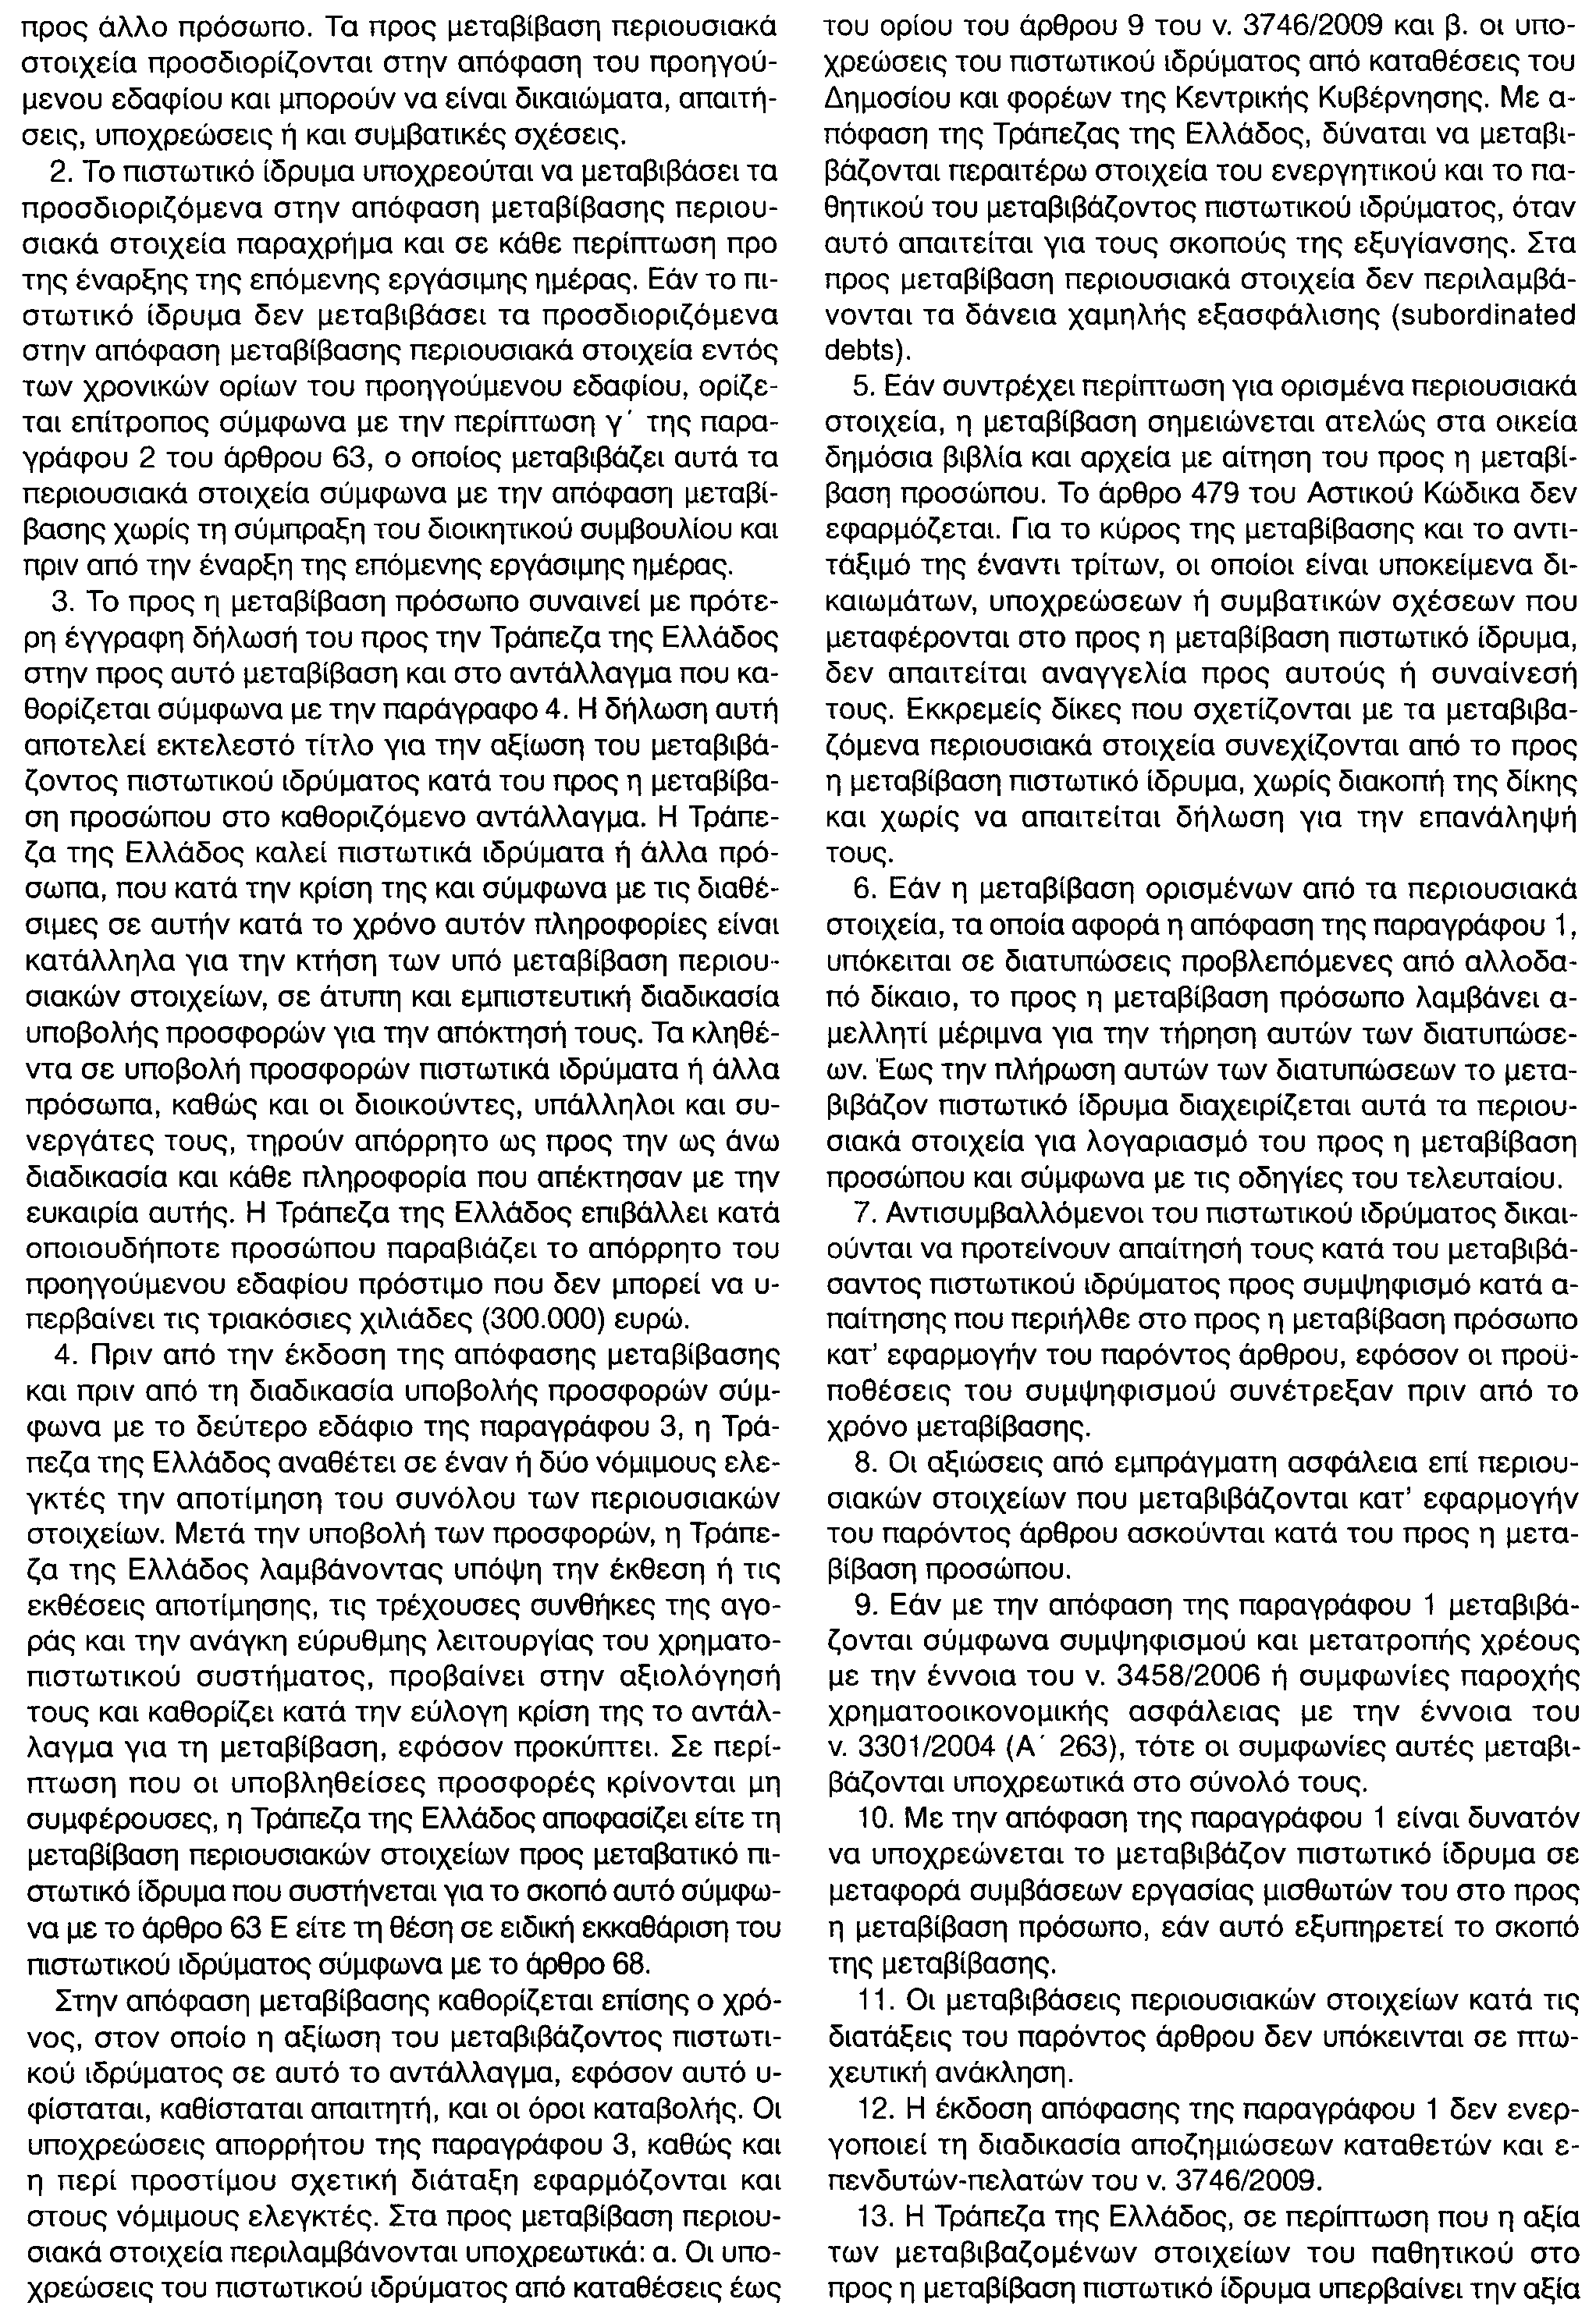 προς άλλο πρόσωπο. Τα προς μεταβίβαση περιουσιακά
στοιχεία προσδιορίζονται στην απόφαση του προηγού-
μενου εδαφίου και μπορούν να είναι δικαιώματα, απαιτή-
σεις, υποχρεώσεις ή και συμβατικές σχέσεις.
2. Το πιστωτικό ίδρυμα υποχρεούται να μεταβιβάσει τα
προσδιοριζόμενα στην απόφαση μεταβίβασης περιου-
σιακά στοιχεία παραχρήμα και σε κάθε περίπτωση προ
της έναρξης της επόμενης εργάσιμης ημέρας. Εάν το πι-
στωτικό ίδρυμα δεν μεταβιβάσει τα προσδιοριζόμενα
στην απόφαση μεταβίβασης περιουσιακά στοιχεία εντός
των χρονικών ορίων του προηγούμενου εδαφίου, ορίζε-
ται επίτροπος σύμφωνα με την περίπτωση γ΄ της παρα-
γράφου 2 του άρθρου 63, ο οποίος μεταβιβάζει αυτά τα
περιουσιακά στοιχεία σύμφωνα με την απόφαση μεταβί-
βασης χωρίς τη σύμπραξη του διοικητικού συμβουλίου και
πριν από την έναρξη της επόμενης εργάσιμης ημέρας.
3. Το προς η μεταβίβαση πρόσωπο συναινεί με πρότε-
ρη έγγραφη δήλωσή του προς την Τράπεζα της Ελλάδος
στην προς αυτό μεταβίβαση και στο αντάλλαγμα που κα-
θορίζεται σύμφωνα με την παράγραφο 4. Η δήλωση αυτή
αποτελεί εκτελεστό τίτλο για την αξίωση του μεταβιβά-
ζοντος πιστωτικού ιδρύματος κατά του προς η μεταβίβα-
ση προσώπου στο καθοριζόμενο αντάλλαγμα. Η Τράπε-
ζα της Ελλάδος καλεί πιστωτικά ιδρύματα ή άλλα πρό-
σωπα, που κατά την κρίση της και σύμφωνα με τις διαθέ-
σιμες σε αυτήν κατά το χρόνο αυτόν πληροφορίες είναι
κατάλληλα για την κτήση των υπό μεταβίβαση περιου-
σιακών στοιχείων, σε άτυπη και εμπιστευτική διαδικασία
υποβολής προσφορών για την απόκτησή τους. Τα κληθέ-
ντα σε υποβολή προσφορών πιστωτικά ιδρύματα ή άλλα
πρόσωπα, καθώς και οι διοικούντες, υπάλληλοι και συ-
νεργάτες τους, τηρούν απόρρητο ως προς την ως άνω
διαδικασία και κάθε πληροφορία που απέκτησαν με την
ευκαιρία αυτής. Η Τράπεζα της Ελλάδος επιβάλλει κατά
οποιουδήποτε προσώπου παραβιάζει το απόρρητο του
προηγούμενου εδαφίου πρόστιμο που δεν μπορεί να υ-
περβαίνει τις τριακόσιες χιλιάδες (300.000) ευρώ.
4. Πριν από την έκδοση της απόφασης μεταβίβασης
και πριν από τη διαδικασία υποβολής προσφορών σύμ-
φωνα με το δεύτερο εδάφιο της παραγράφου 3, η Τρά-
πεζα της Ελλάδος αναθέτει σε έναν ή δύο νόμιμους ελε-
γκτές την αποτίμηση του συνόλου των περιουσιακών
στοιχείων. Μετά την υποβολή των προσφορών, η Τράπε-
ζα της Ελλάδος λαμβάνοντας υπόψη την έκθεση ή τις
εκθέσεις αποτίμησης, τις τρέχουσες συνθήκες της αγο-
ράς και την ανάγκη εύρυθμης λειτουργίας του χρηματο-
πιστωτικού συστήματος, προβαίνει στην αξιολόγησή
τους και καθορίζει κατά την εύλογη κρίση της το αντάλ-
λαγμα για τη μεταβίβαση, εφόσον προκύπτει. Σε περί-
πτωση που οι υποβληθείσες προσφορές κρίνονται μη
συμφέρουσες, η Τράπεζα της Ελλάδος αποφασίζει είτε τη
μεταβίβαση περιουσιακών στοιχείων προς μεταβατικό πι-
στωτικό ίδρυμα που συστήνεται για το σκοπό αυτό σύμφω-
να με το άρθρο 63 Ε είτε τη θέση σε ειδική εκκαθάριση του
πιστωτικού ιδρύματος σύμφωνα με το άρθρο 68.
Στην απόφαση μεταβίβασης καθορίζεται επίσης ο χρό-
νος, στον οποίο η αξίωση του μεταβιβάζοντος πιστωτι-
κού ιδρύματος σε αυτό το αντάλλαγμα, εφόσον αυτό υ-
φίσταται, καθίσταται απαιτητή, και οι όροι καταβολής. Οι
υποχρεώσεις απορρήτου της παραγράφου 3, καθώς και
η περί προστίμου σχετική διάταξη εφαρμόζονται και
στους νόμιμους ελεγκτές. Στα προς μεταβίβαση περιου-
σιακά στοιχεία περιλαμβάνονται υποχρεωτικά: α. Οι υπο-
χρεώσεις του πιστωτικού ιδρύματος από καταθέσεις έως
του ορίου του άρθρου 9 του ν. 3746/2009 και β. οι υπο-
χρεώσεις του πιστωτικού ιδρύματος από καταθέσεις του
Δημοσίου και φορέων της Κεντρικής Κυβέρνησης. Με α-
πόφαση της Τράπεζας της Ελλάδος, δύναται να μεταβι-
βάζονται περαιτέρω στοιχεία του ενεργητικού και το πα-
θητικού του μεταβιβάζοντος πιστωτικού ιδρύματος, όταν
αυτό απαιτείται για τους σκοπούς της εξυγίανσης. Στα
προς μεταβίβαση περιουσιακά στοιχεία δεν περιλαμβά-
νονται τα δάνεια χαμηλής εξασφάλισης (subordinated
debts).
5. Εάν συντρέχει περίπτωση για ορισμένα περιουσιακά
στοιχεία, η μεταβίβαση σημειώνεται ατελώς στα οικεία
δημόσια βιβλία και αρχεία με αίτηση του προς η μεταβί-
βαση προσώπου. Το άρθρο 479 του Αστικού Κώδικα δεν
εφαρμόζεται. Για το κύρος της μεταβίβασης και το αντι-
τάξιμό της έναντι τρίτων, οι οποίοι είναι υποκείμενα δι-
καιωμάτων, υποχρεώσεων ή συμβατικών σχέσεων που
μεταφέρονται στο προς η μεταβίβαση πιστωτικό ίδρυμα,
δεν απαιτείται αναγγελία προς αυτούς ή συναίνεσή
τους. Εκκρεμείς δίκες που σχετίζονται με τα μεταβιβα-
ζόμενα περιουσιακά στοιχεία συνεχίζονται από το προς
η μεταβίβαση πιστωτικό ίδρυμα, χωρίς διακοπή της δίκης
και χωρίς να απαιτείται δήλωση για την επανάληψή
τους.
6. Εάν η μεταβίβαση ορισμένων από τα περιουσιακά
στοιχεία, τα οποία αφορά η απόφαση της παραγράφου 1,
υπόκειται σε διατυπώσεις προβλεπόμενες από αλλοδα-
πό δίκαιο, το προς η μεταβίβαση πρόσωπο λαμβάνει α-
μελλητί μέριμνα για την τήρηση αυτών των διατυπώσε-
ων. Έως την πλήρωση αυτών των διατυπώσεων το μετα-
βιβάζον πιστωτικό ίδρυμα διαχειρίζεται αυτά τα περιου-
σιακά στοιχεία για λογαριασμό του προς η μεταβίβαση
προσώπου και σύμφωνα με τις οδηγίες του τελευταίου.
7. Αντισυμβαλλόμενοι του πιστωτικού ιδρύματος δικαι-
ούνται να προτείνουν απαίτησή τους κατά του μεταβιβά-
σαντος πιστωτικού ιδρύματος προς συμψηφισμό κατά α-
παίτησης που περιήλθε στο προς η μεταβίβαση πρόσωπο
κατ’ εφαρμογήν του παρόντος άρθρου, εφόσον οι προϋ-
ποθέσεις του συμψηφισμού συνέτρεξαν πριν από το
χρόνο μεταβίβασης.
8. Οι αξιώσεις από εμπράγματη ασφάλεια επί περιου-
σιακών στοιχείων που μεταβιβάζονται κατ’ εφαρμογήν
του παρόντος άρθρου ασκούνται κατά του προς η μετα-
βίβαση προσώπου.
9. Εάν με την απόφαση της παραγράφου 1 μεταβιβά-
ζονται σύμφωνα συμψηφισμού και μετατροπής χρέους
με την έννοια του ν. 3458/2006 ή συμφωνίες παροχής
χρηματοοικονομικής ασφάλειας με την έννοια του
ν. 3301/2004 (Α΄ 263), τότε οι συμφωνίες αυτές μεταβι-
βάζονται υποχρεωτικά στο σύνολό τους.
10. Με την απόφαση της παραγράφου 1 είναι δυνατόν
να υποχρεώνεται το μεταβιβάζον πιστωτικό ίδρυμα σε
μεταφορά συμβάσεων εργασίας μισθωτών του στο προς
η μεταβίβαση πρόσωπο, εάν αυτό εξυπηρετεί το σκοπό
της μεταβίβασης.
11. Οι μεταβιβάσεις περιουσιακών στοιχείων κατά τις
διατάξεις του παρόντος άρθρου δεν υπόκεινται σε πτω-
χευτική ανάκληση.
12. Η έκδοση απόφασης της παραγράφου 1 δεν ενερ-
γοποιεί τη διαδικασία αποζημιώσεων καταθετών και ε-
πενδυτών-πελατών του ν. 3746/2009.
13. Η Τράπεζα της Ελλάδος, σε περίπτωση που η αξία
των μεταβιβαζομένων στοιχείων του παθητικού στο
προς η μεταβίβαση πιστωτικό ίδρυμα υπερβαίνει την αξία